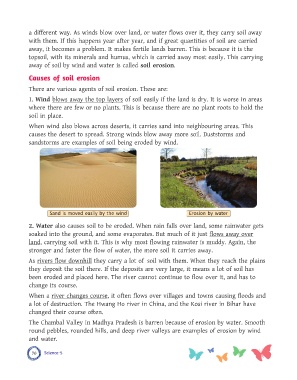 a different way. As winds blow over land, or water flows over it, they carry soil away
with them. If this happens year after year, and if great quantities of soil are carried
away, it becomes a problem. It makes fertile lands barren. This is because it is the
topsoil, with its minerals and humus, which is carried away most easily. This carrying
away of soil by wind and water is called soil erosion.
Causes of soil erosion
There are various agents of soil erosion. These are:
1. Wind blows away the top layers of soil easily if the land is dry. It is worse in areas
where there are few or no plants. This is because there are no plant roots to hold the
soil in place.
When wind also blows across deserts, it carries sand into neighbouring areas. This
causes the desert to spread. Strong winds blow away more soil. Duststorms and
sandstorms are examples of soil being eroded by wind.
Sand is moved easily by the wind
Erosion by water
2. Water also causes soil to be eroded. When rain falls over land, some rainwater gets
soaked into the ground, and some evaporates. But much of it just flows away over
land, carrying soil with it. This is why most flowing rainwater is muddy. Again, the
stronger and faster the flow of water, the more soil it carries away.
As rivers flow downhill they carry a lot of soil with them. When they reach the plains
they deposit the soil there. If the deposits are very large, it means a lot of soil has
been eroded and placed here. The river cannot continue to flow over it, and has to
change its course.
When a river changes course, it often flows over villages and towns causing floods and
a lot of destruction. The Hwang Ho river in China, and the Kosi river in Bihar have
changed their course often.
The Chambal Valley in Madhya Pradesh is barren because of erosion by water. Smooth
round pebbles, rounded hills, and deep river valleys are examples of erosion by wind
and water.
70 Science 5